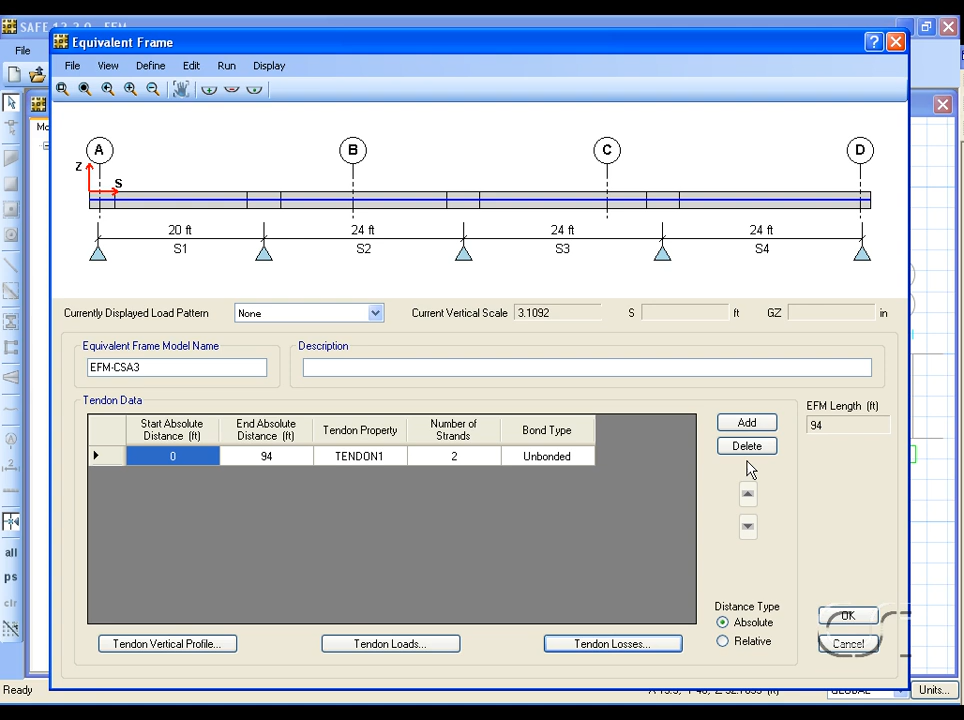 SAFE 12.3.0 - EFM
Equivalent Frame
File
File View Define Edit Run Display
Mo
A B C D
Z
S
20 ft 24 ft 24 ft 24 ft
S1 S2 S3 S4
Currently Displayed Load Pattern None Current Vertical Scale 3.1092 S ft GZ in
Equivalent Frame Model Name Description
EFM-CSA3
Tendon Data
EFM Length (ft)
94
Start Absolute Distance (ft) End Absolute Distance (ft) Tendon Property Number of Strands Bond Type
0 94 TENDON1 2 Unbonded
Add
Delete
Distance Type
Absolute
Relative
OK
Cancel
Tendon Vertical Profile... Tendon Loads... Tendon Losses...
all
ps
clr
Ready
GLOBAL
Units...